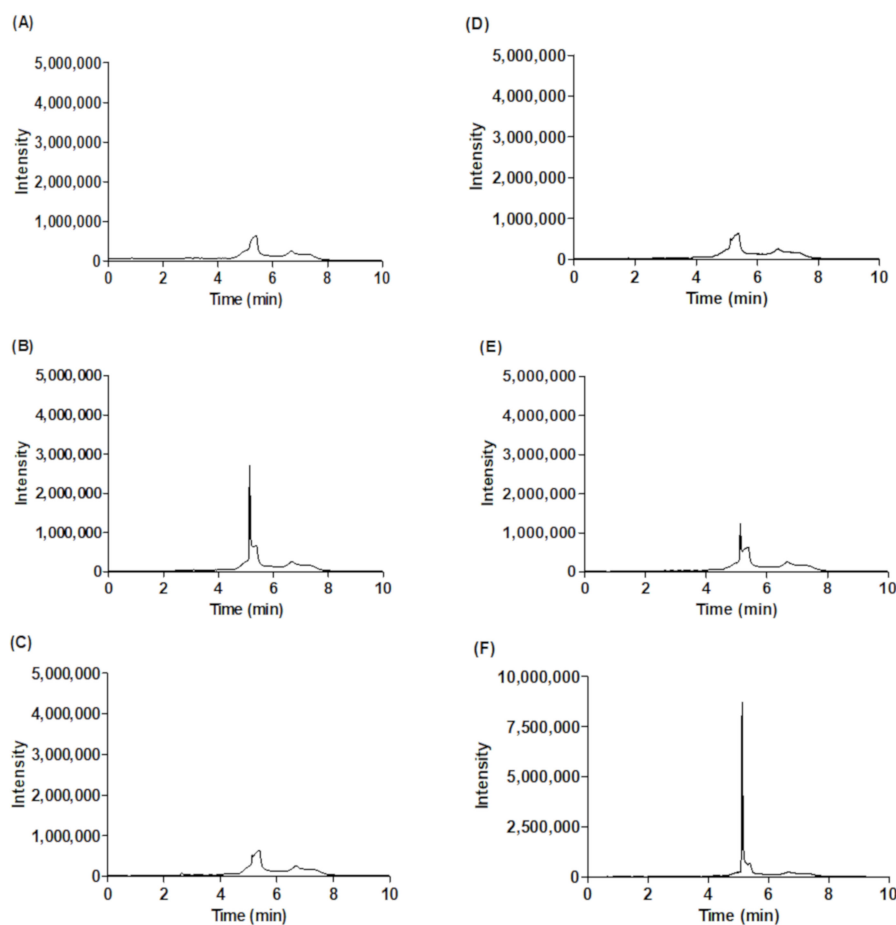 (A)
5,000,000
4,000,000
3,000,000
2,000,000
1,000,000
0
Intensity
0 2 4 6 8 10
Time (min)
(B)
5,000,000
4,000,000
3,000,000
2,000,000
1,000,000
0
Intensity
0 2 4 6 8 10
Time (min)
(C)
5,000,000
4,000,000
3,000,000
2,000,000
1,000,000
0
Intensity
0 2 4 6 8 10
Time (min)
(D)
5,000,000
4,000,000
3,000,000
2,000,000
1,000,000
0
Intensity
0 2 4 6 8 10
Time (min)
(E)
5,000,000
4,000,000
3,000,000
2,000,000
1,000,000
0
Intensity
0 2 4 6 8 10
Time (min)
(F)
10,000,000
7,500,000
5,000,000
2,500,000
0
Intensity
0 2 4 6 8 10
Time (min)